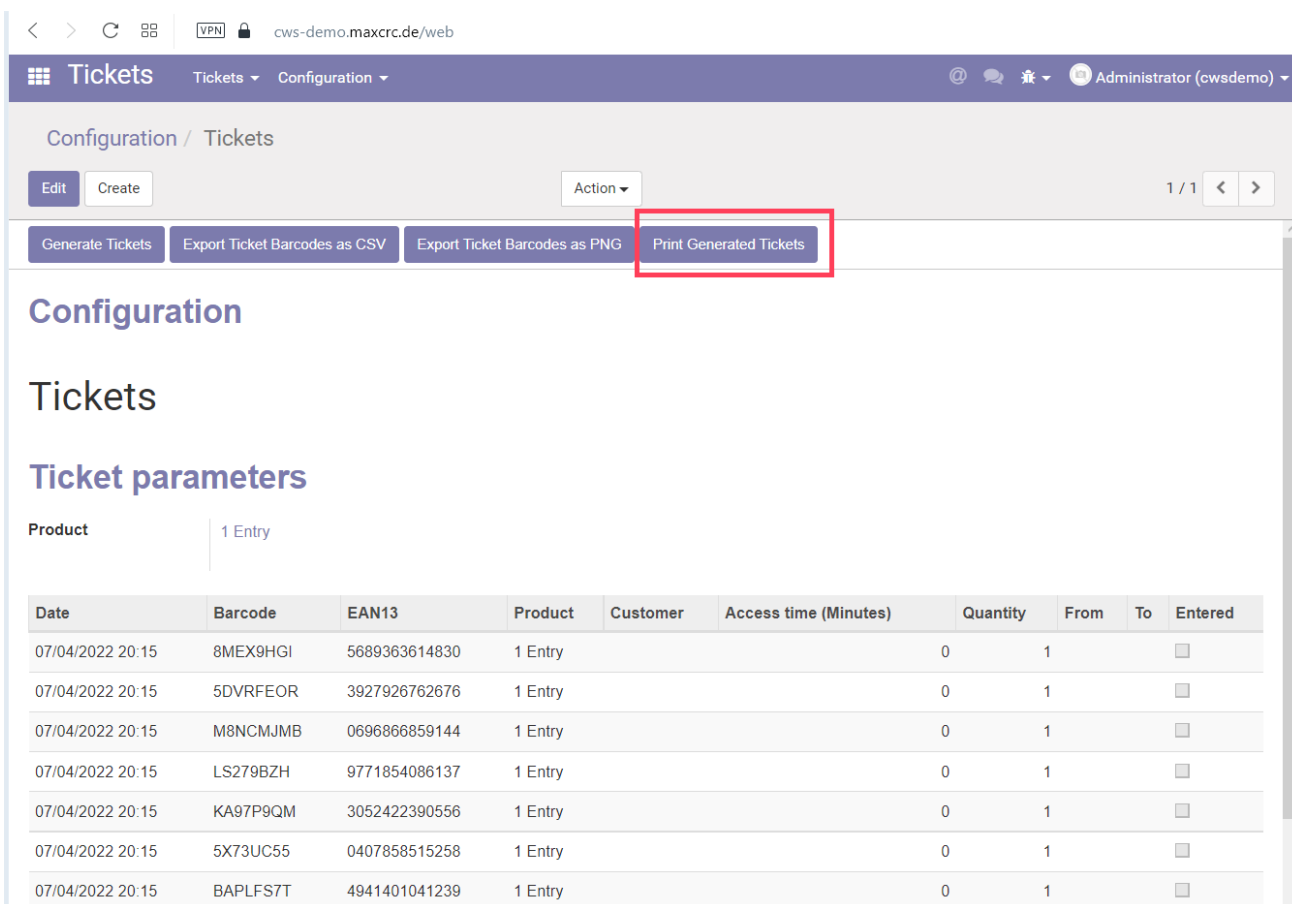 VPN cws-demo.maxcrc.de/web
Tickets Tickets Configuration @ Administrator (cwsdemo)
Configuration / Tickets
Edit Create Action 1 / 1
Generate Tickets Export Ticket Barcodes as CSV Export Ticket Barcodes as PNG Print Generated Tickets
Configuration
Tickets
Ticket parameters
Product 1 Entry
Date Barcode EAN13 Product Customer Access time (Minutes) Quantity From To Entered
07/04/2022 20:15 8MEX9HGI 5689363614830 1 Entry 0 1
07/04/2022 20:15 5DVRFEOR 3927926762676 1 Entry 0 1
07/04/2022 20:15 M8NCMJMB 0696866859144 1 Entry 0 1
07/04/2022 20:15 LS279BZH 9771854086137 1 Entry 0 1
07/04/2022 20:15 KA97P9QM 3052422390556 1 Entry 0 1
07/04/2022 20:15 5X73UC55 0407858515258 1 Entry 0 1
07/04/2022 20:15 BAPLFS7T 4941401041239 1 Entry 0 1